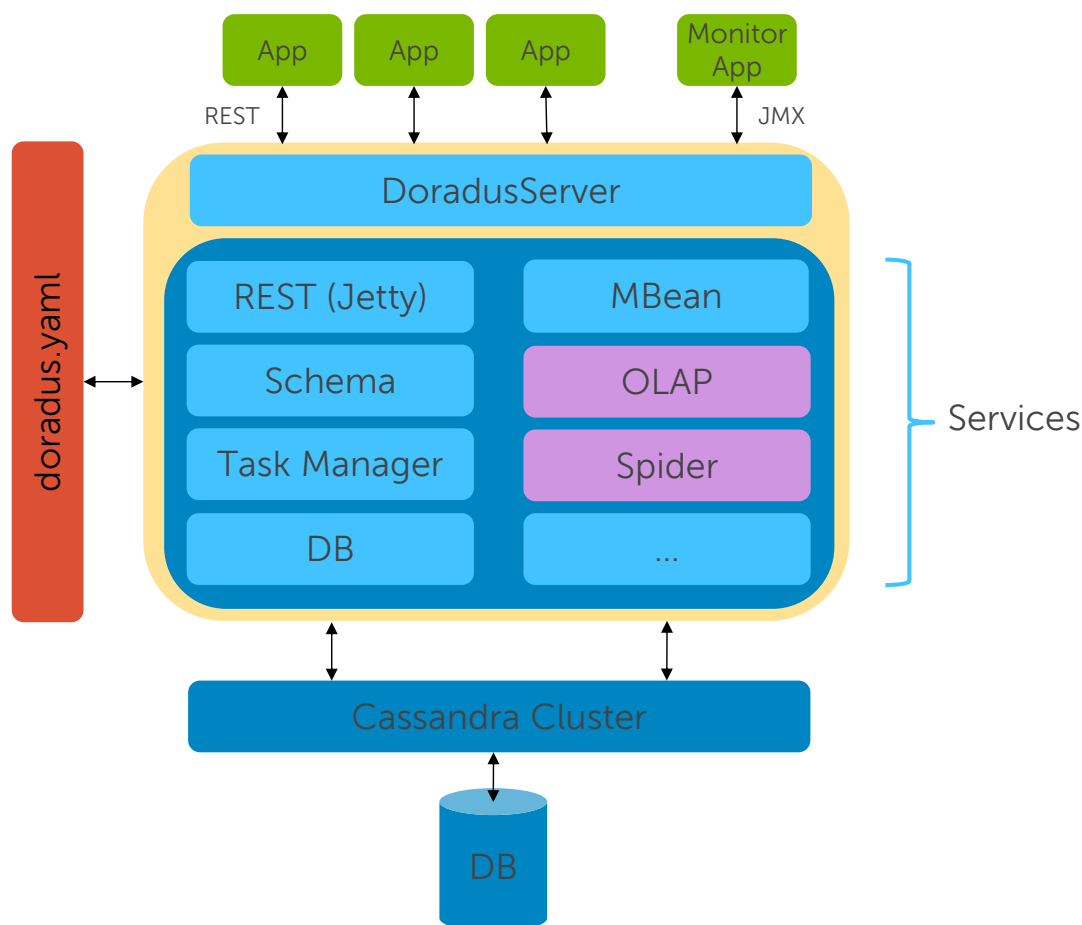 App
App
App
Monitor
App
REST
JMX
DoradusServer
doradus.yaml
REST (Jetty)
MBean
Schema
OLAP
Services
Task Manager
Spider
DB
...
Cassandra Cluster
DB